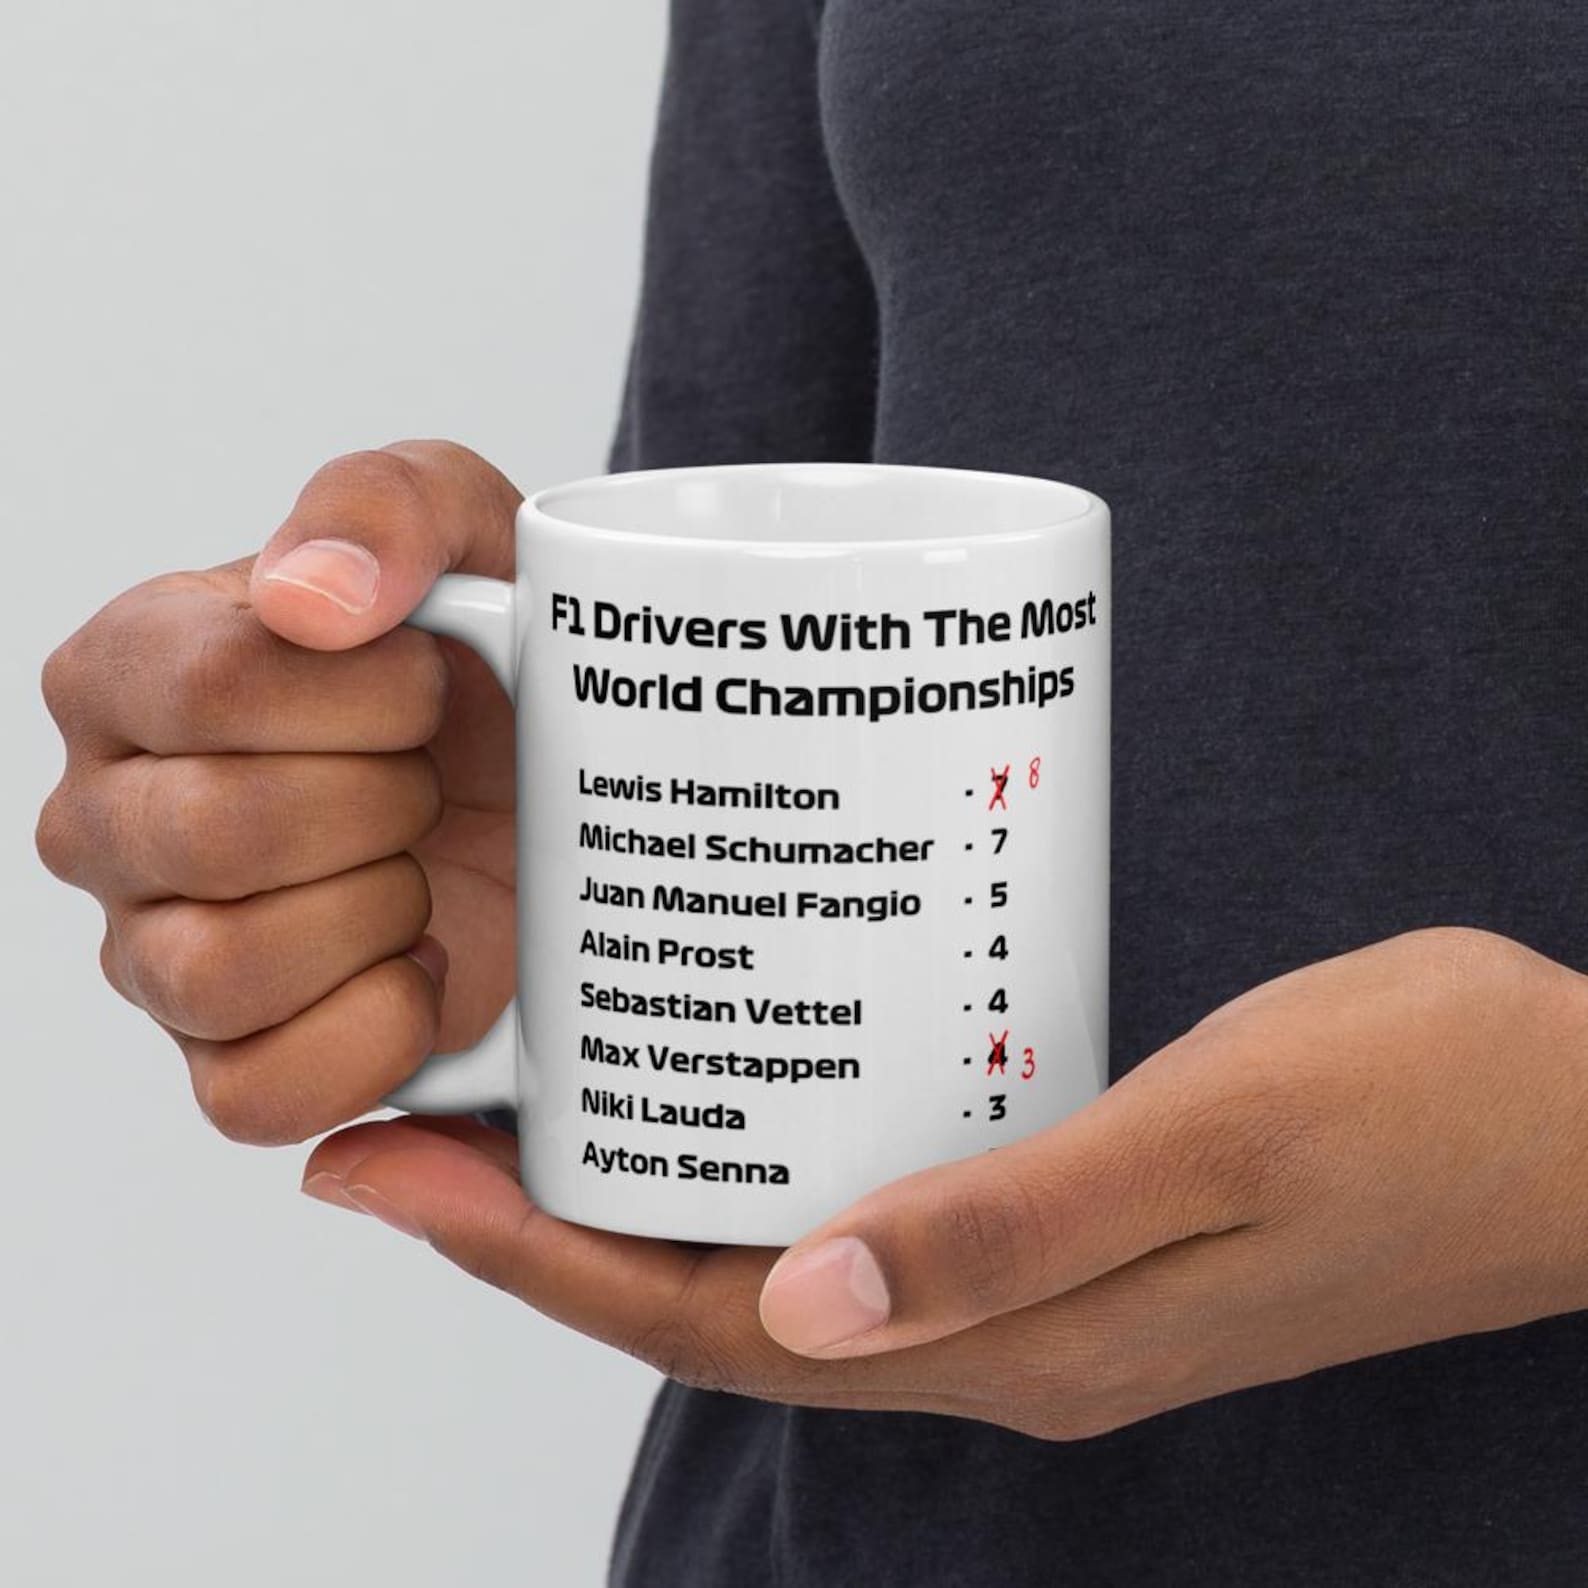 F1 Drivers With The Most
World Championships
Lewis Hamilton · 7 8
Michael Schumacher · 7
Juan Manuel Fangio · 5
Alain Prost · 4
Sebastian Vettel · 4
Max Verstappen · 4 3
Niki Lauda · 3
Ayton Senna